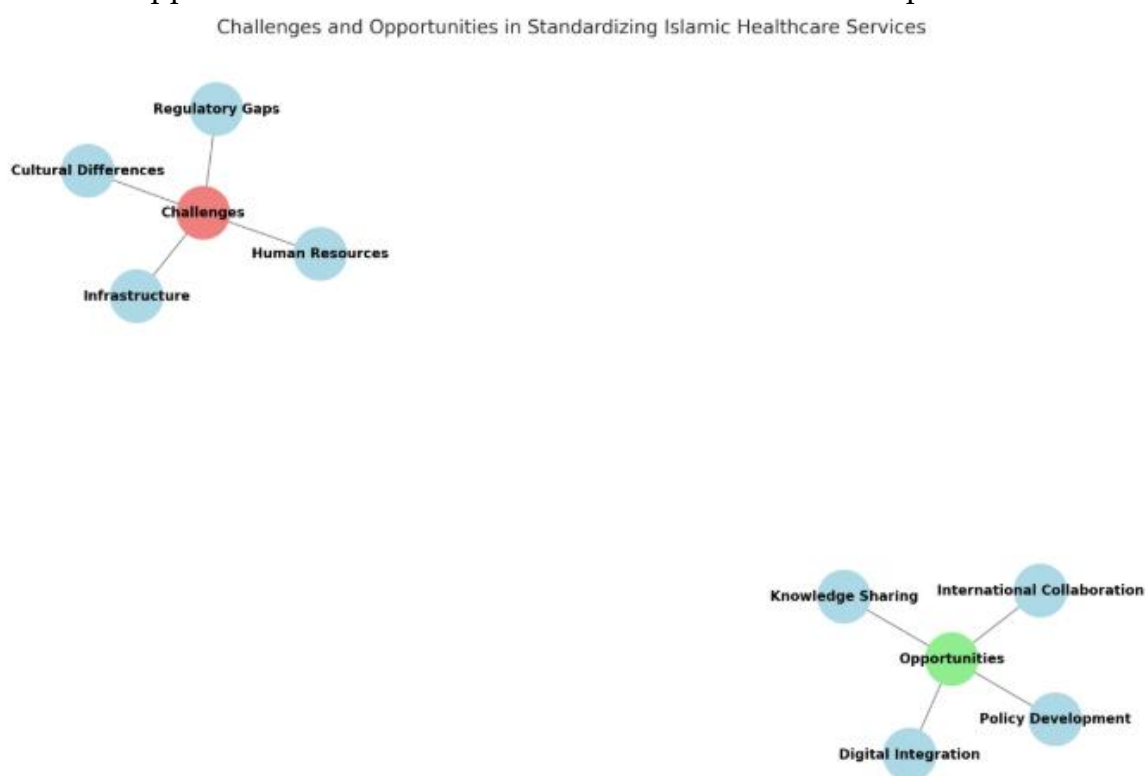 Challenges and Opportunities in Standardizing Islamic Healthcare Services
Regulatory Gaps
Cultural Differences
Challenges
Human Resources
Infrastructure
Knowledge Sharing
International Collaboration
Opportunities
Policy Development
Digital Integration